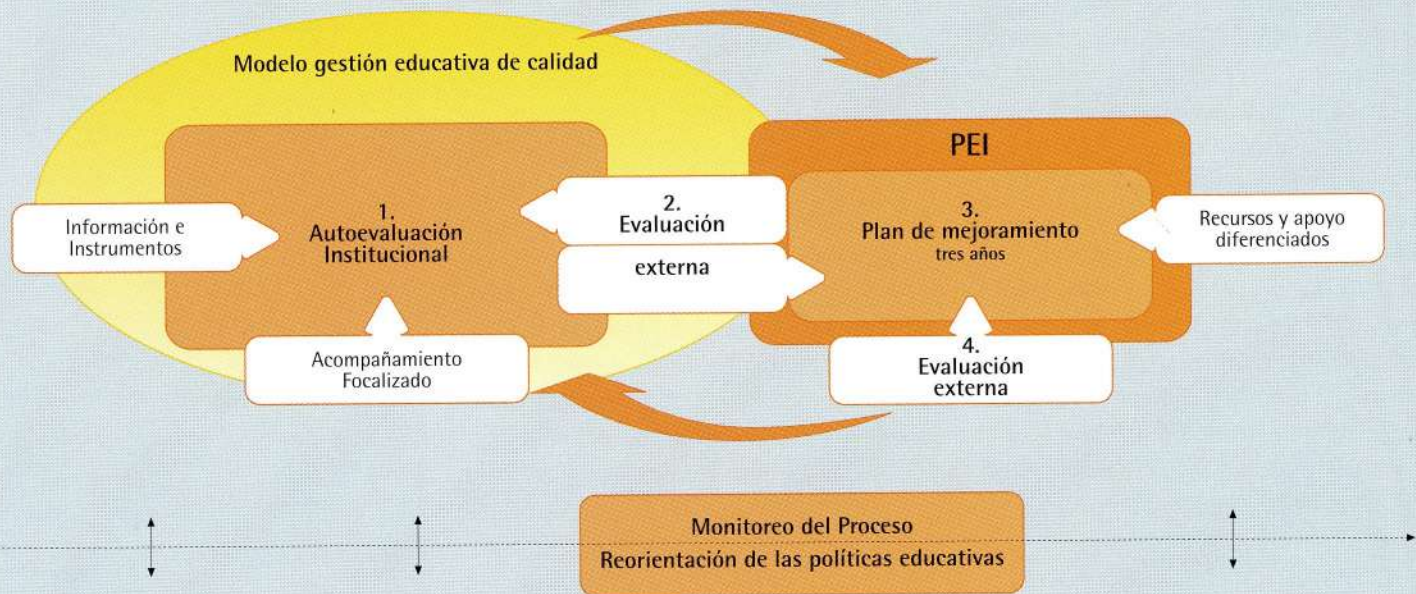 Modelo gestión educativa de calidad
PEI
Información e
Instrumentos
1.
Autoevaluación
Institucional
2.
Evaluación
externa
3.
Plan de mejoramiento
tres años
Recursos y apoyo
diferenciados
Acompañamiento
Focalizado
4.
Evaluación
externa
Monitoreo del Proceso
Reorientación de las políticas educativas